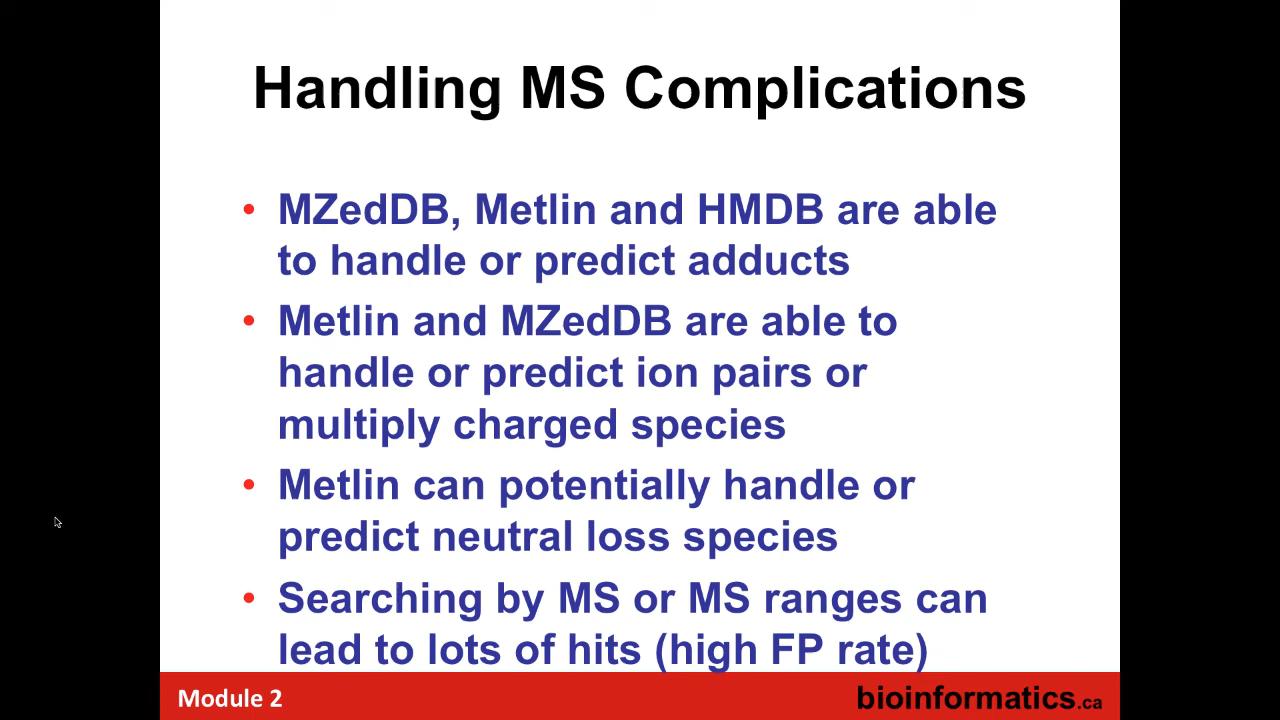 Handling MS Complications
• MZedDB, Metlin and HMDB are able
to handle or predict adducts
• Metlin and MZedDB are able to
handle or predict ion pairs or
multiply charged species
• Metlin can potentially handle or
predict neutral loss species
• Searching by MS or MS ranges can
lead to lots of hits (high FP rate)
Module 2
bioinformatics.ca